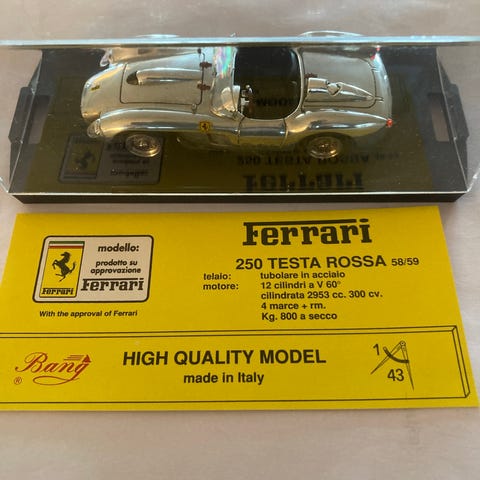 Ferrari
modello:
prodotto su
approvazione
Ferrari
Ferrari
With the approval of Ferrari
250 TESTA ROSSA 58/59
telaio: tubolare in acciaio
motore: 12 cilindri a V 60°
cilindrata 2953 cc. 300 cv.
4 marce + rm.
Kg. 800 a secco
Bang
®
HIGH QUALITY MODEL
made in Italy
1
43